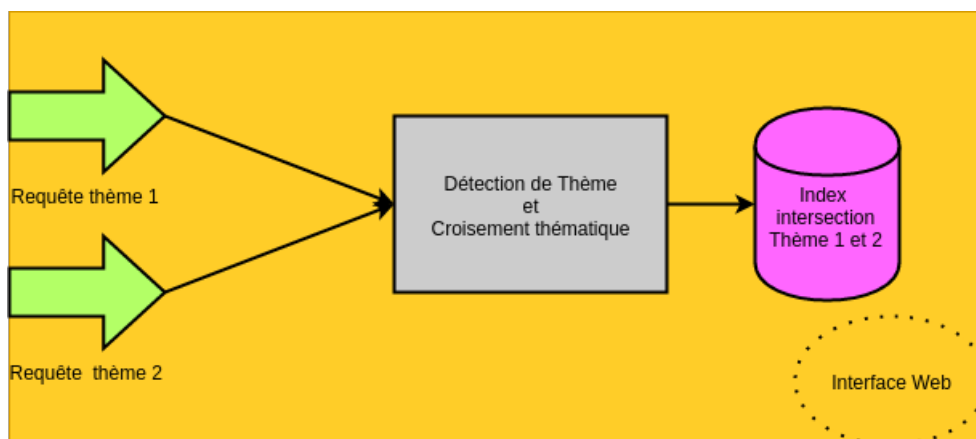 Requête thème 1
Détection de Thème
et
Croisement thématique
Index
intersection
Thème 1 et 2
Requête  thème 2
Interface Web